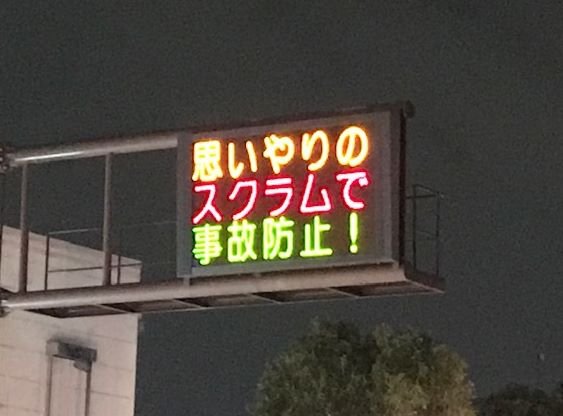 思いやりの
スクラムで
事故防止！